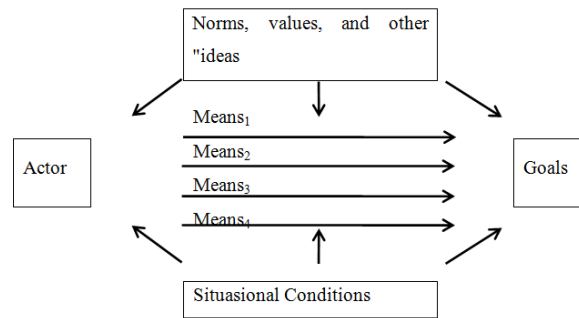 Norms, values, and other
"ideas
Means₁
Means₂
Actor
Goals
Means₃
Means₄
Situasional Conditions